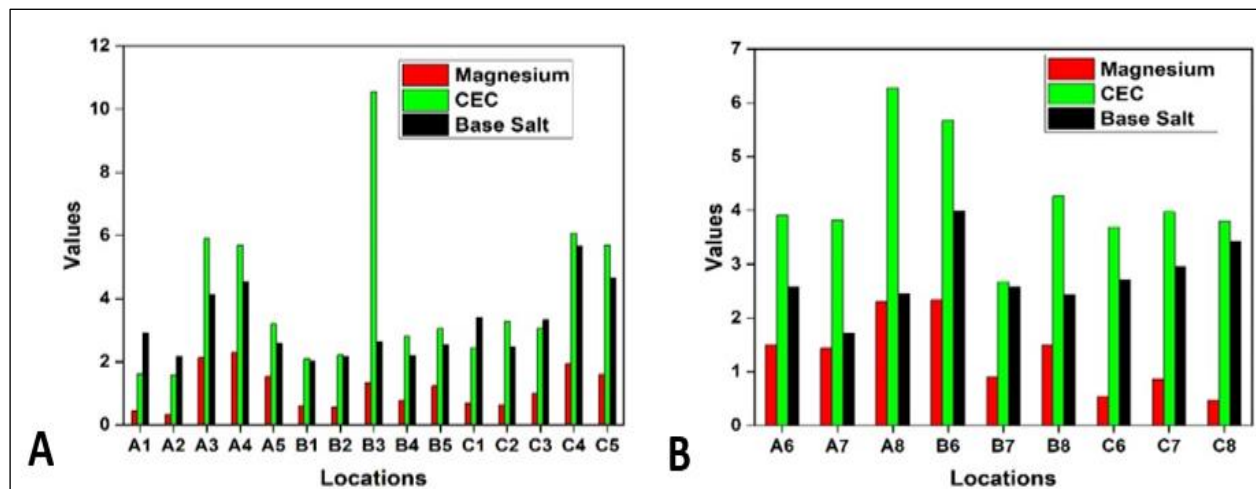 12
10
8
6
4
2
0
Values
Magnesium
CEC
Base Salt
A1 A2 A3 A4 A5 B1 B2 B3 B4 B5 C1 C2 C3 C4 C5
Locations
A
7
6
5
4
3
2
1
0
Values
Magnesium
CEC
Base Salt
A6 A7 A8 B6 B7 B8 C6 C7 C8
Locations
B